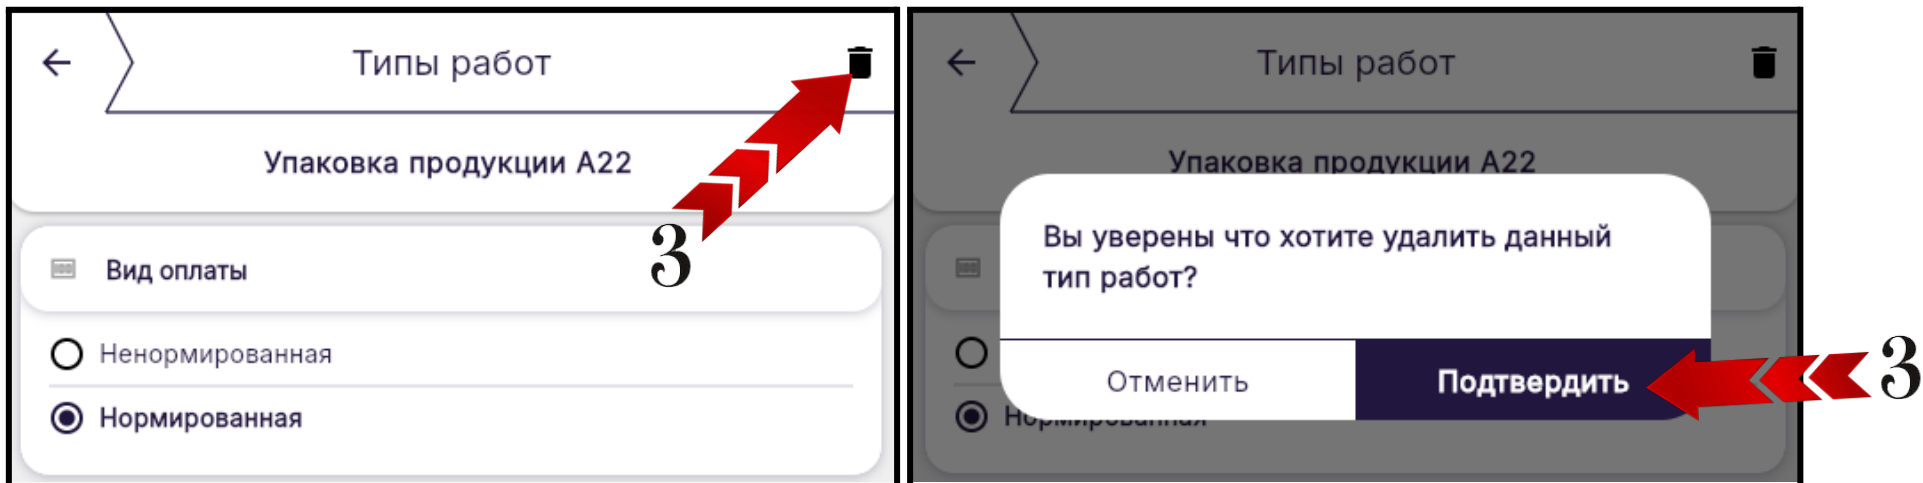 Типы работ
Упаковка продукции А22
3
Вид оплаты
Ненормированная
Нормированная
Типы работ
Упаковка продукции А22
Вы уверены что хотите удалить данный
тип работ?
Отменить
Подтвердить
3
Нормированная